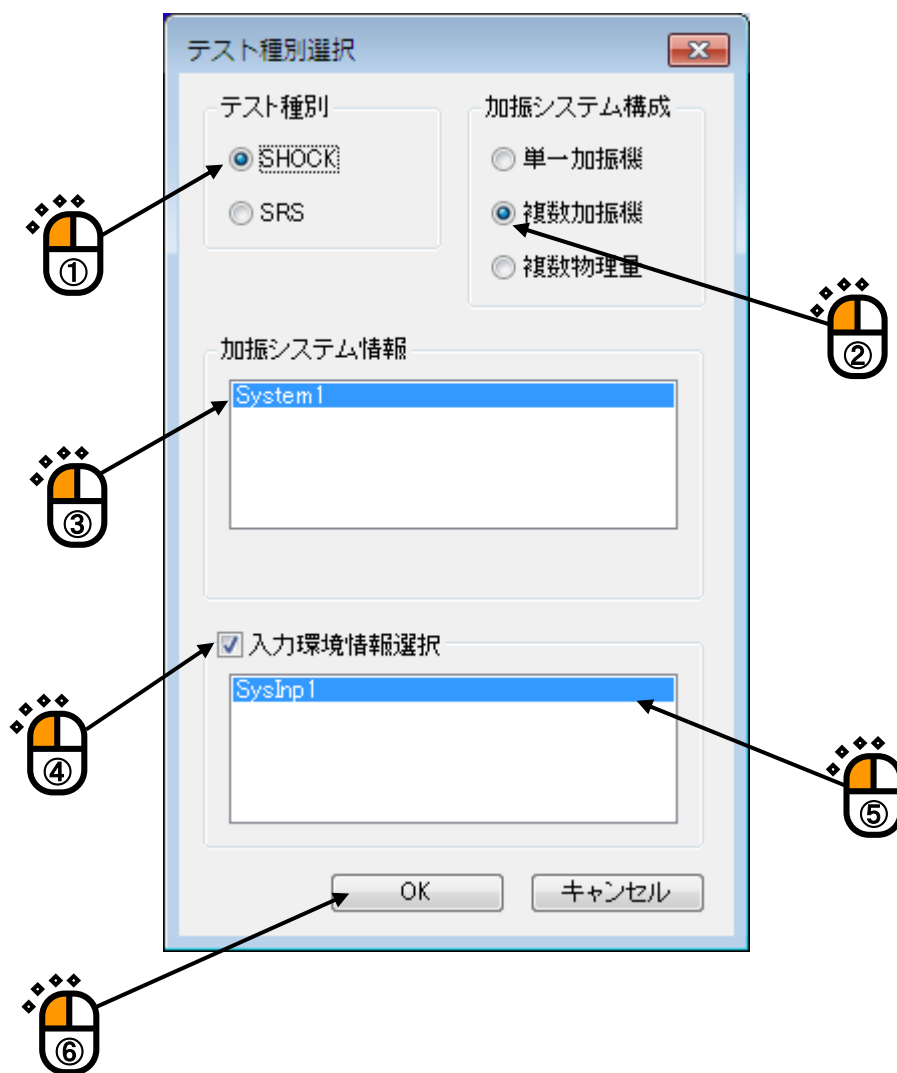 テスト種別選択
テスト種別
SHOCK
SRS
加振システム構成
単一加振機
複数加振機
複数物理量
①
②
加振システム情報
System1
③
入力環境情報選択
SysInp1
④
⑤
OK
キャンセル
⑥